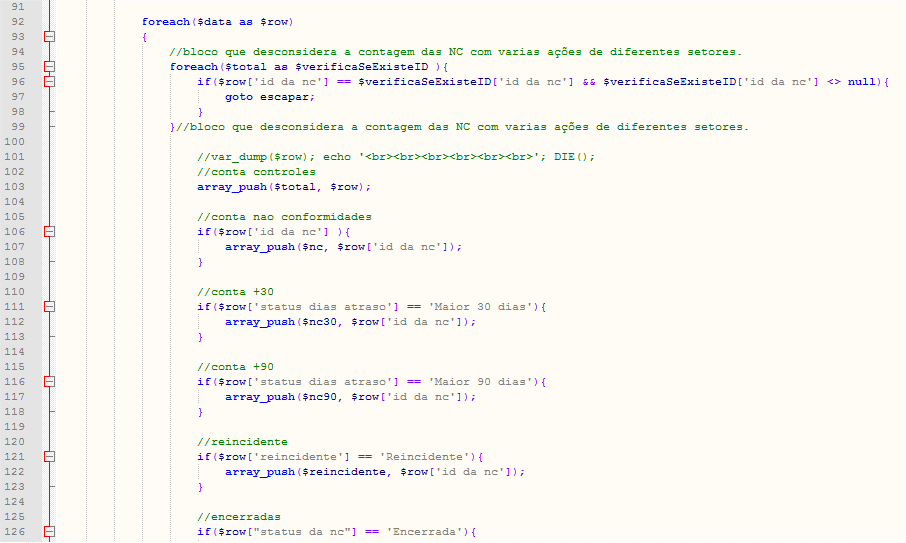 91
92 foreach($data as $row)
93 {
94 //bloco que desconsidera a contagem das NC com varias ações de diferentes setores.
95 foreach($total as $verificaSeExisteID ){
96 if($row['id da nc'] == $verificaSeExisteID['id da nc'] && $verificaSeExisteID['id da nc'] <> null){
97 goto escapar;
98 }
99 }//bloco que desconsidera a contagem das NC com varias ações de diferentes setores.
100
101 //var_dump($row); echo '<br><br><br><br><br><br>'; DIE();
102 //conta controles
103 array_push($total, $row);
104
105 //conta nao conformidades
106 if($row['id da nc'] ){
107 array_push($nc, $row['id da nc']);
108 }
109
110 //conta +30
111 if($row['status dias atraso'] == 'Maior 30 dias'){
112 array_push($nc30, $row['id da nc']);
113 }
114
115 //conta +90
116 if($row['status dias atraso'] == 'Maior 90 dias'){
117 array_push($nc90, $row['id da nc']);
118 }
119
120 //reincidente
121 if($row['reincidente'] == 'Reincidente'){
122 array_push($reincidente, $row['id da nc']);
123 }
124
125 //encerradas
126 if($row["status da nc"] == 'Encerrada'){